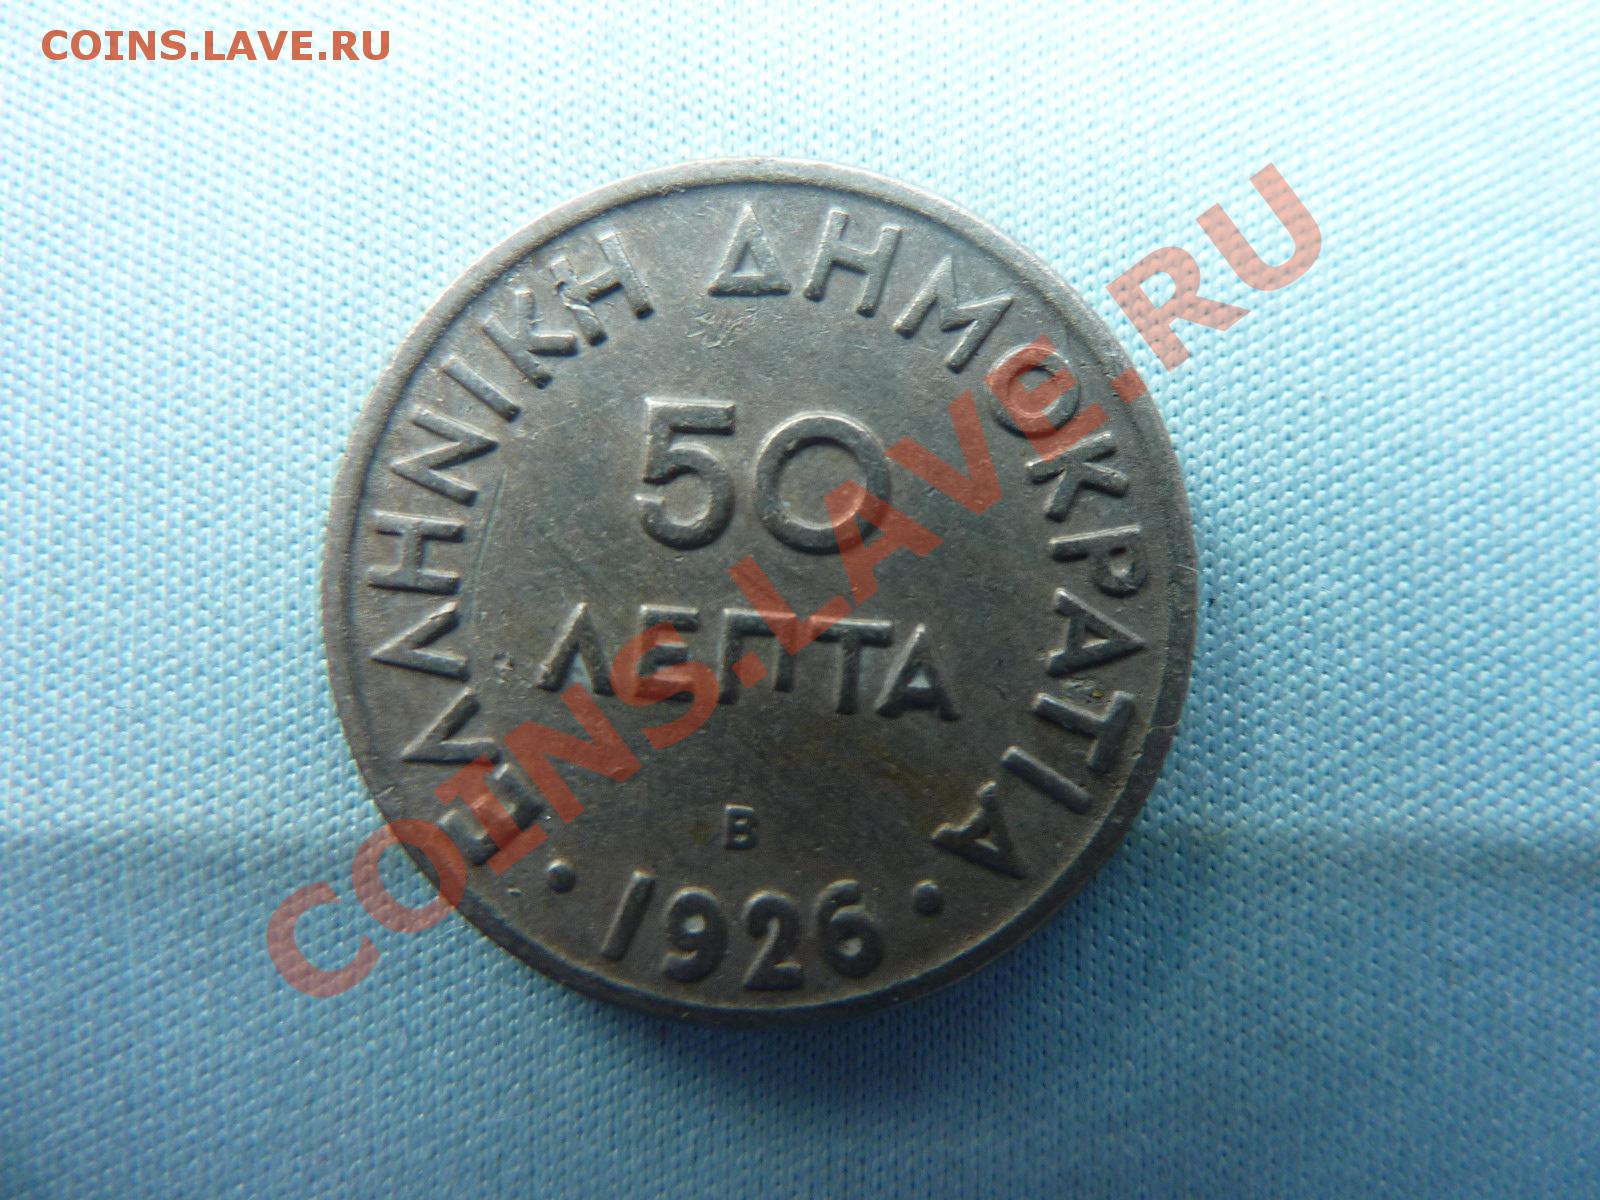 COINS.LAVE.RU
ΕΛΛΗΝΙΚΗ ΔΗΜΟΚΡΑΤΙΑ
50
ΛΕΠΤΑ
B
· 1926 ·
COINS.LAVE.RU